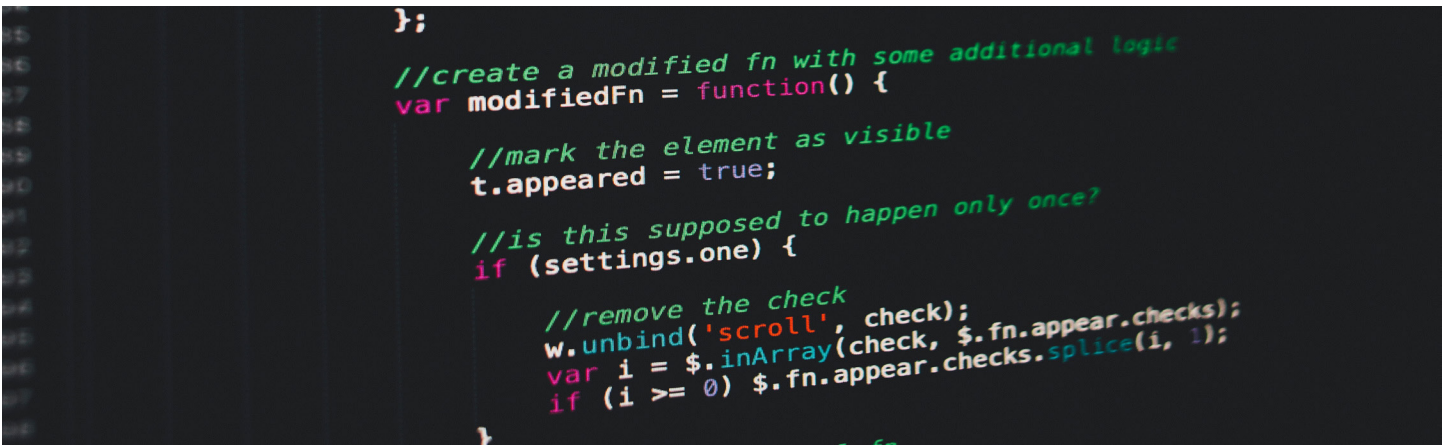 };
//create a modified fn with some additional logic
var modifiedFn = function() {
//mark the element as visible
t.appeared = true;
//is this supposed to happen only once?
if (settings.one) {
//remove the check
w.unbind('scroll', check);
var i = $.inArray(check, $.fn.appear.checks);
if (i >= 0) $.fn.appear.checks.splice(i, 1);
}